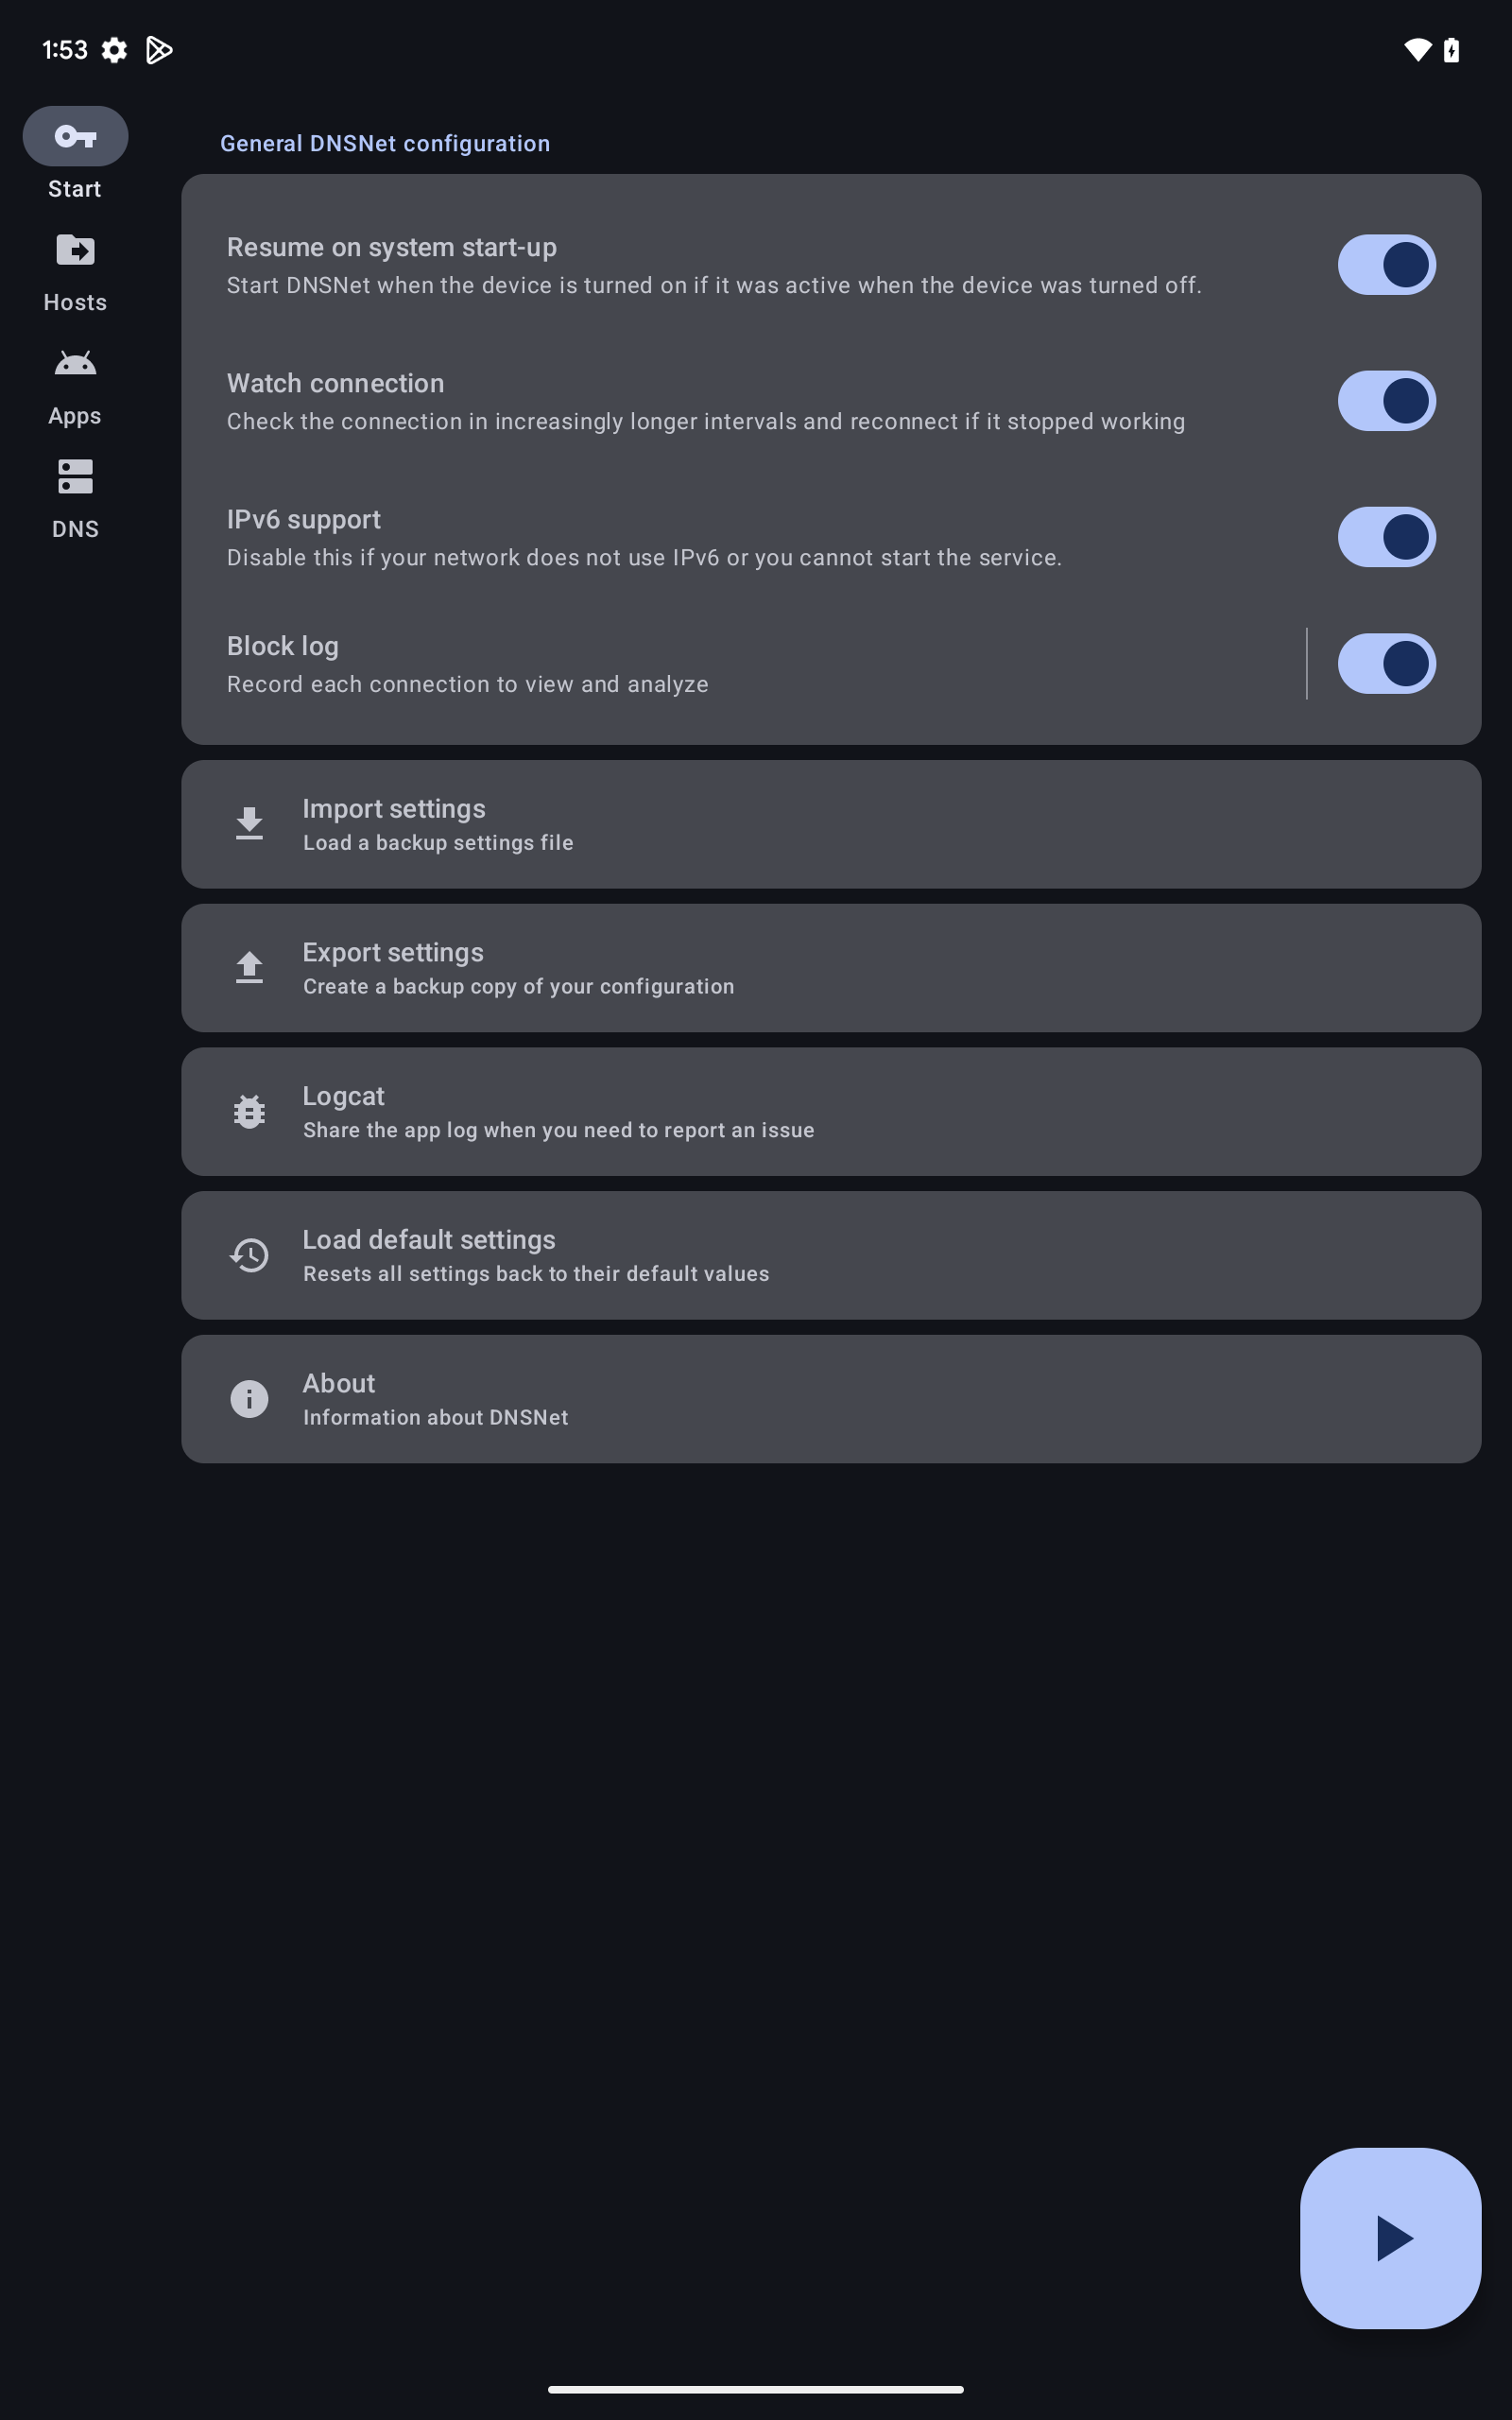 1:53
Start
Hosts
Apps
DNS
General DNSNet configuration
Resume on system start-up
Start DNSNet when the device is turned on if it was active when the device was turned off.
Watch connection
Check the connection in increasingly longer intervals and reconnect if it stopped working
IPv6 support
Disable this if your network does not use IPv6 or you cannot start the service.
Block log
Record each connection to view and analyze
Import settings
Load a backup settings file
Export settings
Create a backup copy of your configuration
Logcat
Share the app log when you need to report an issue
Load default settings
Resets all settings back to their default values
About
Information about DNSNet